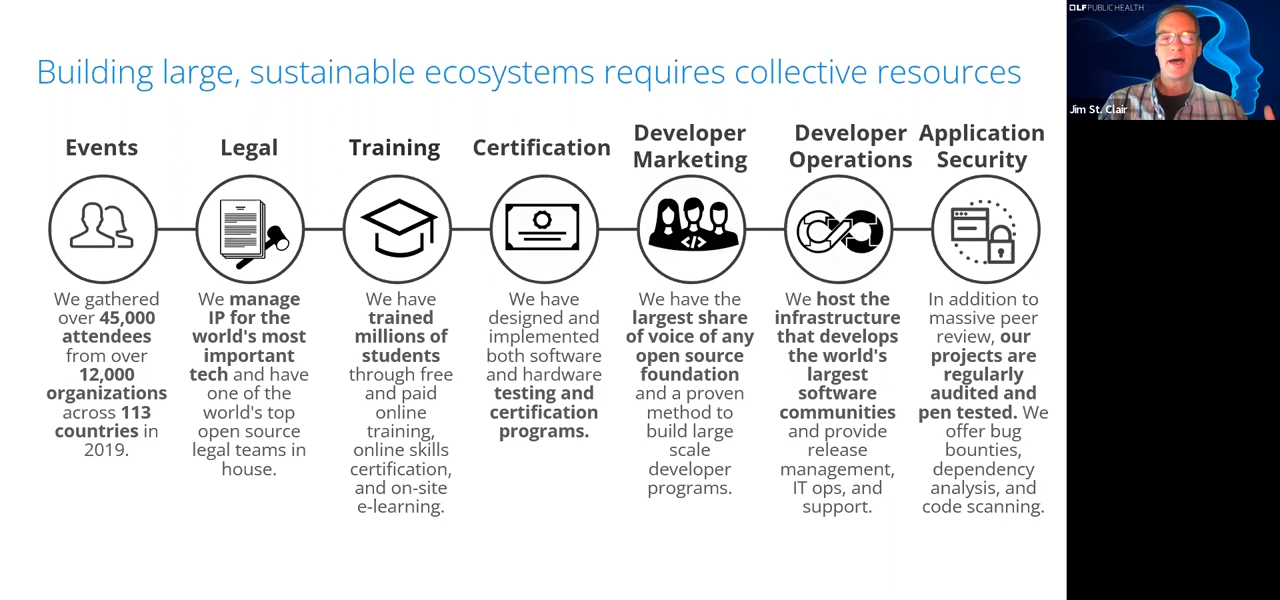 Building large, sustainable ecosystems requires collective resources
Events
We gathered
over 45,000
attendees
from over
12,000
organizations
across 113
countries in
2019.
Legal
We manage
IP for the
world's most
important
tech and have
one of the
world's top
open source
legal teams in
house.
Training
We have
trained
millions of
students
through free
and paid
online
training,
online skills
certification,
and on-site
e-learning.
Certification
We have
designed and
implemented
both software
and hardware
testing and
certification
programs.
Developer
Marketing
</>
We have the
largest share
of voice of any
open source
foundation
and a proven
method to
build large
scale
developer
programs.
Developer
Operations
We host the
infrastructure
that develops
the world's
largest
software
communities
and provide
release
management,
IT ops, and
support.
Application
Security
In addition to
massive peer
review, our
projects are
regularly
audited and
pen tested. We
offer bug
bounties,
dependency
analysis, and
code scanning.
LF PUBLIC HEALTH
Jim St. Clair